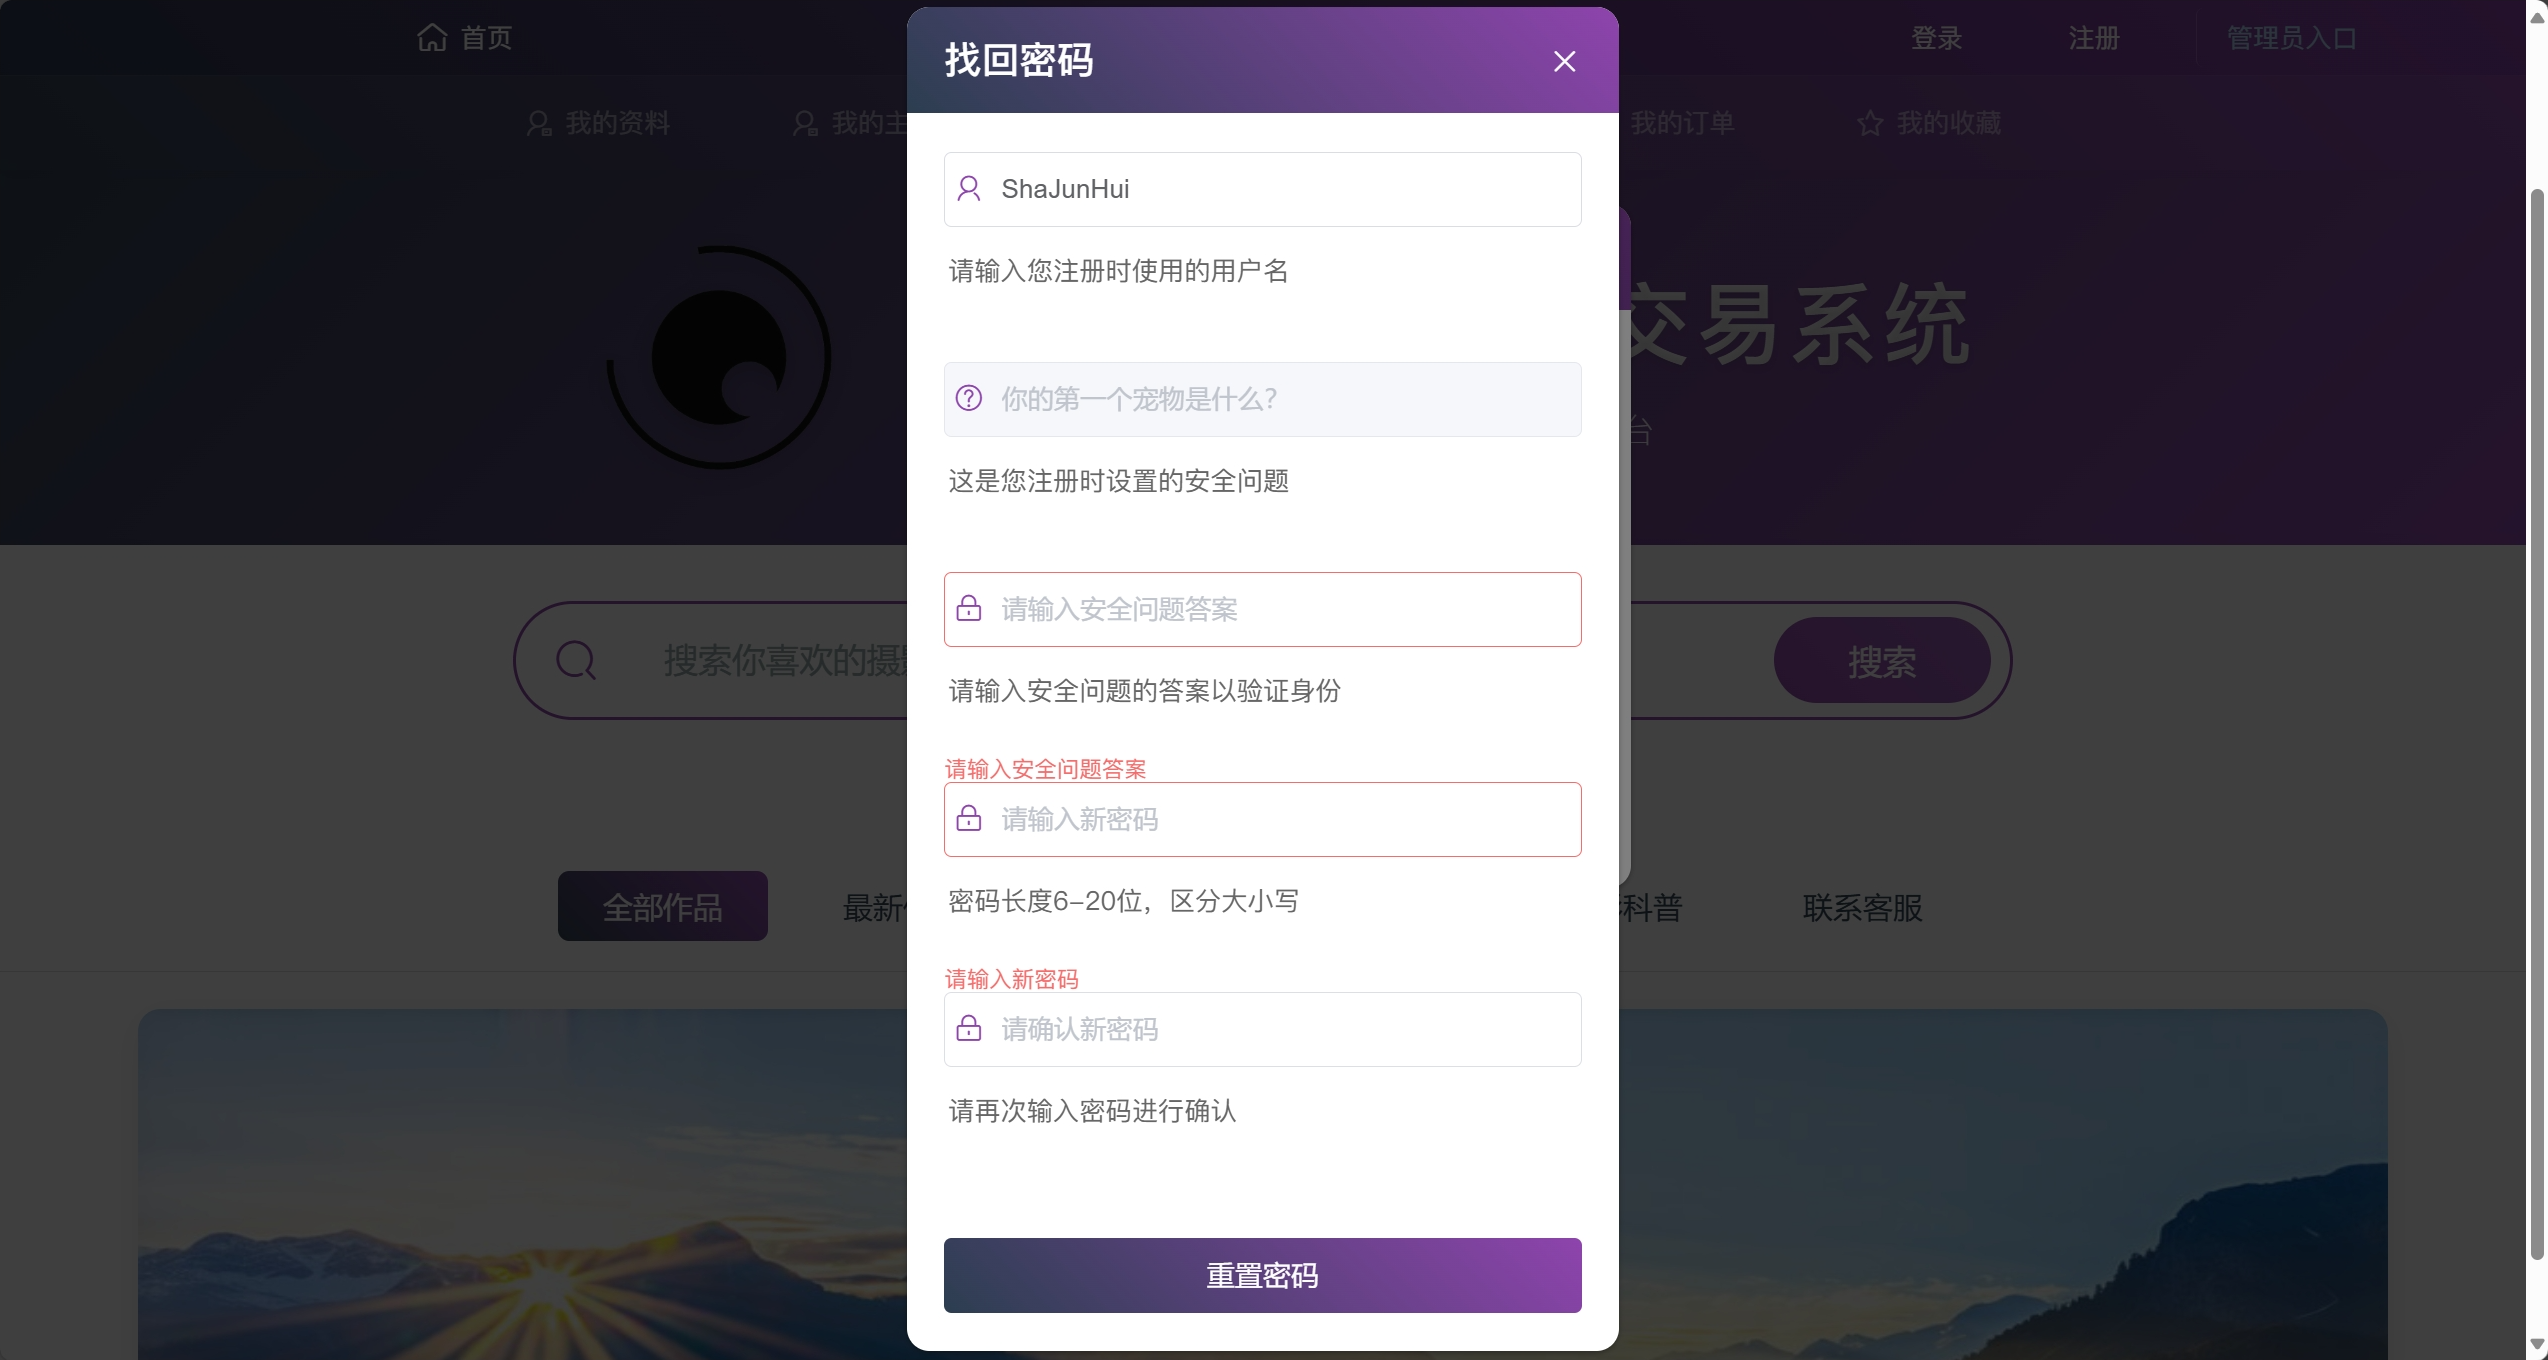 首页
登录
注册
管理员入口
我的资料
我的主
我的订单
我的收藏
交易系统
台
搜索你喜欢的摄
搜索
全部作品
最新
科普
联系客服
找回密码
ShaJunHui
请输入您注册时使用的用户名
你的第一个宠物是什么?
这是您注册时设置的安全问题
请输入安全问题答案
请输入安全问题的答案以验证身份
请输入安全问题答案
请输入新密码
密码长度6-20位，区分大小写
请输入新密码
请确认新密码
请再次输入密码进行确认
重置密码